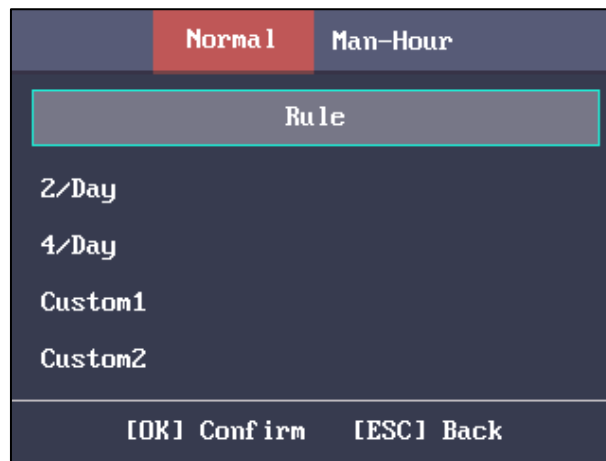 Normal Man-Hour
Rule
2/Day
4/Day
Custom1
Custom2
[OK] Confirm [ESC] Back